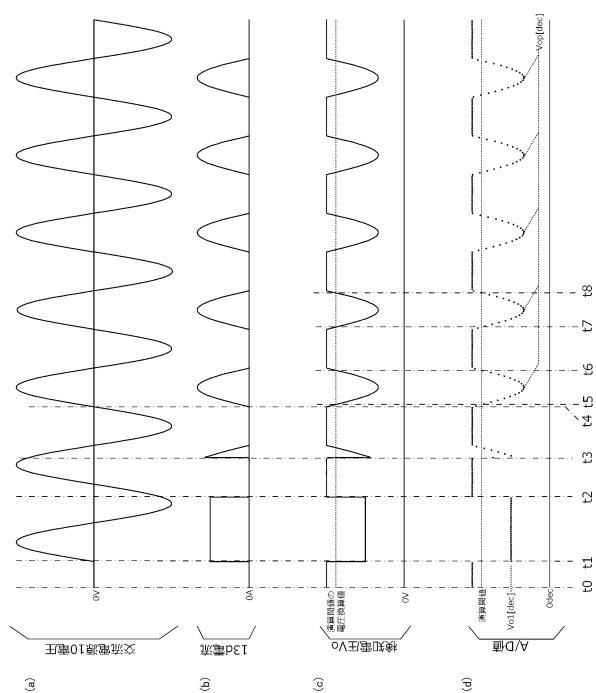 (a)
交流電源10電圧
0V
(b)
13d電流
0A
(c)
検知電圧Vo
演算閾値の
電圧換算値
0V
(d)
A/D値
演算閾値
Vo1[dec]
0dec
Vop[dec]
t0
t1
t2
t3
t4
t5
t6
t7
t8